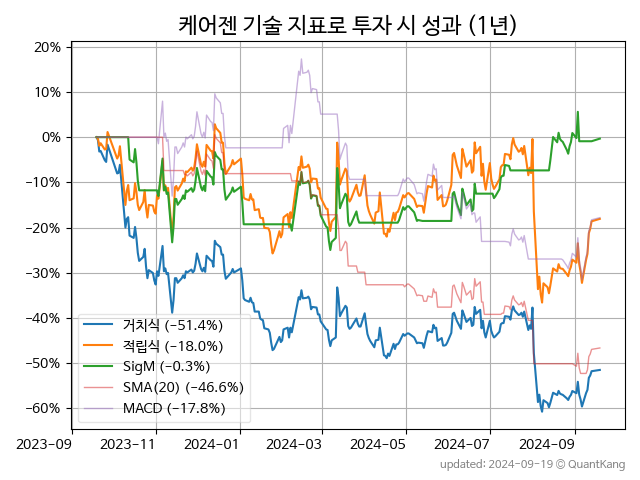 케어젠 기술 지표로 투자 시 성과 (1년)
20%
10%
0%
−10%
−20%
−30%
−40%
−50%
−60%
거치식 (−51.4%)
적립식 (−18.0%)
SigM (−0.3%)
SMA(20) (−46.6%)
MACD (−17.8%)
2023-09 2023-11 2024-01 2024-03 2024-05 2024-07 2024-09
updated: 2024-09-19 ⓒ QuantKang